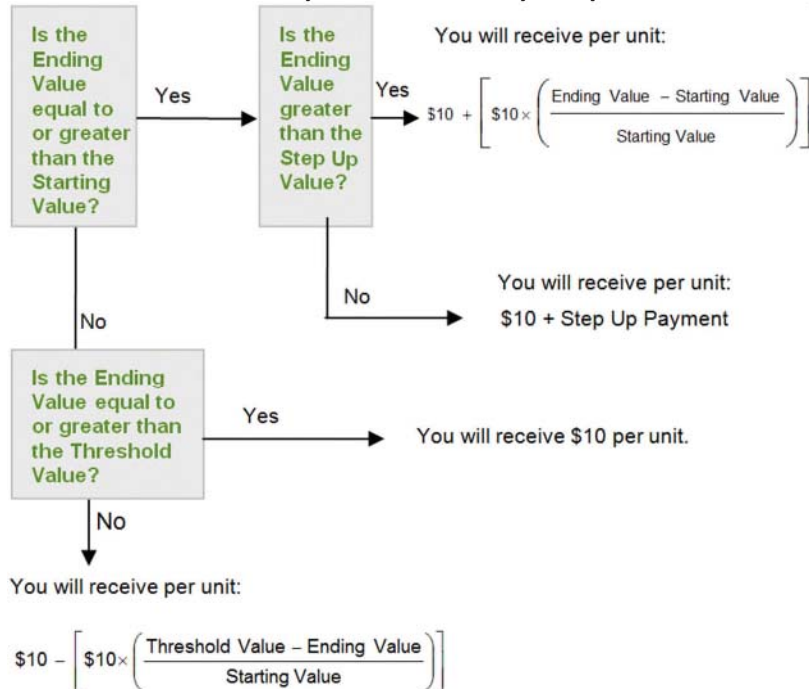 Is the
Ending
Value
equal to
or greater
than the
Starting
Value?
Yes
Is the
Ending
Value
greater
than the
Step Up
Value?
Yes
You will receive per unit:
$10 + [ $10 × ( Ending Value – Starting Value
Starting Value ) ]
No
You will receive per unit:
$10 + Step Up Payment
No
Is the Ending
Value equal to
or greater than
the Threshold
Value?
Yes
You will receive $10 per unit.
No
You will receive per unit:
$10 – [ $10× ( Threshold Value – Ending Value
Starting Value ) ]